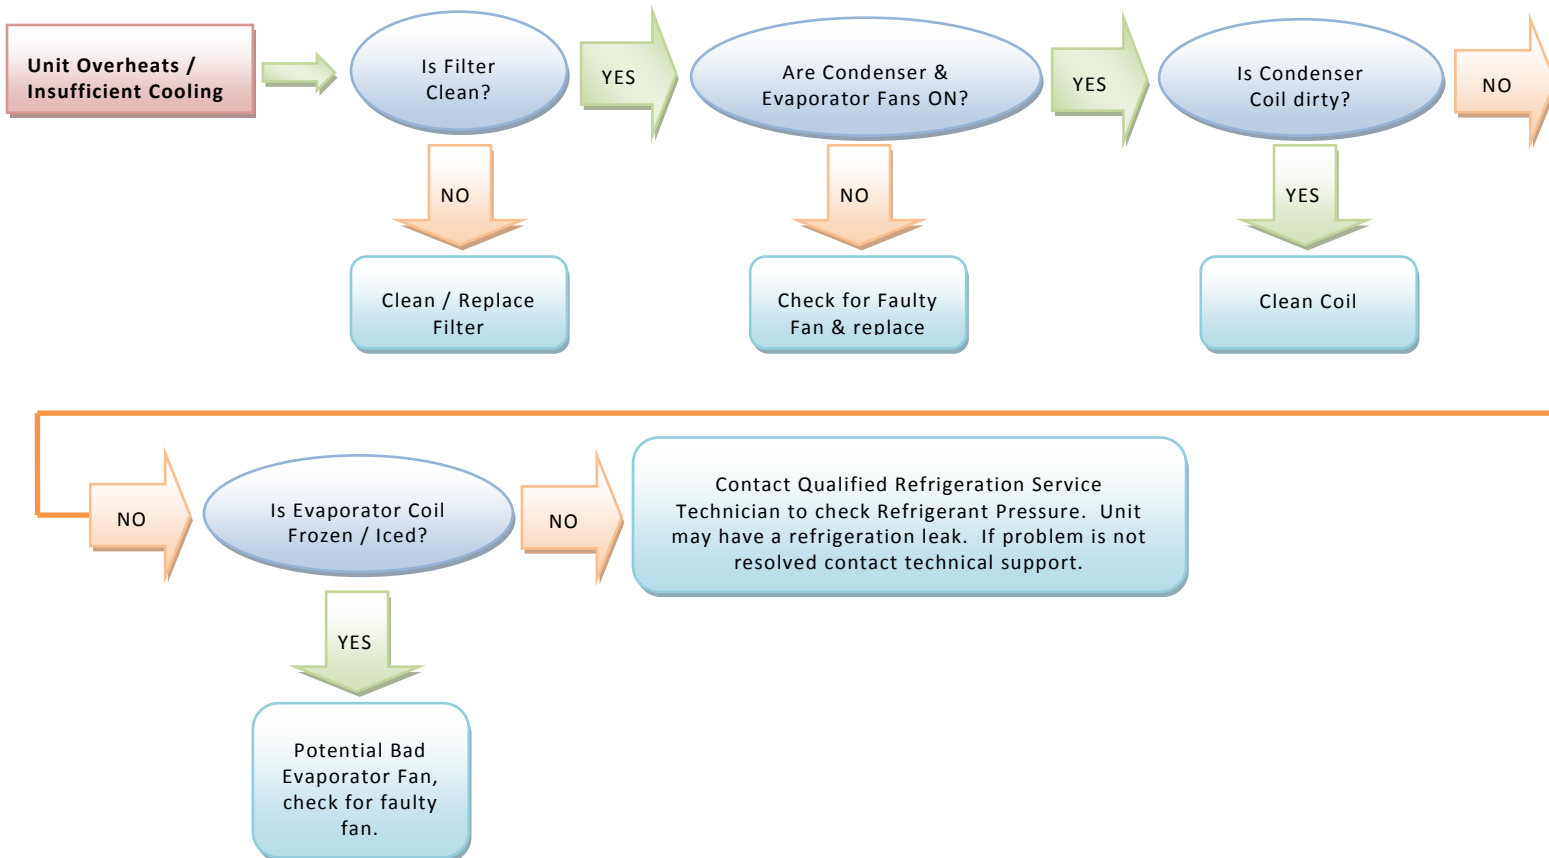 Unit Overheats /
Insufficient Cooling
Is Filter
Clean?
YES
Are Condenser &
Evaporator Fans ON?
YES
Is Condenser
Coil dirty?
NO
NO
NO
YES
Clean / Replace
Filter
Check for Faulty
Fan & replace
Clean Coil
NO
Is Evaporator Coil
Frozen / Iced?
NO
Contact Qualified Refrigeration Service
Technician to check Refrigerant Pressure.  Unit
may have a refrigeration leak.  If problem is not
resolved contact technical support.
YES
Potential Bad
Evaporator Fan,
check for faulty
fan.